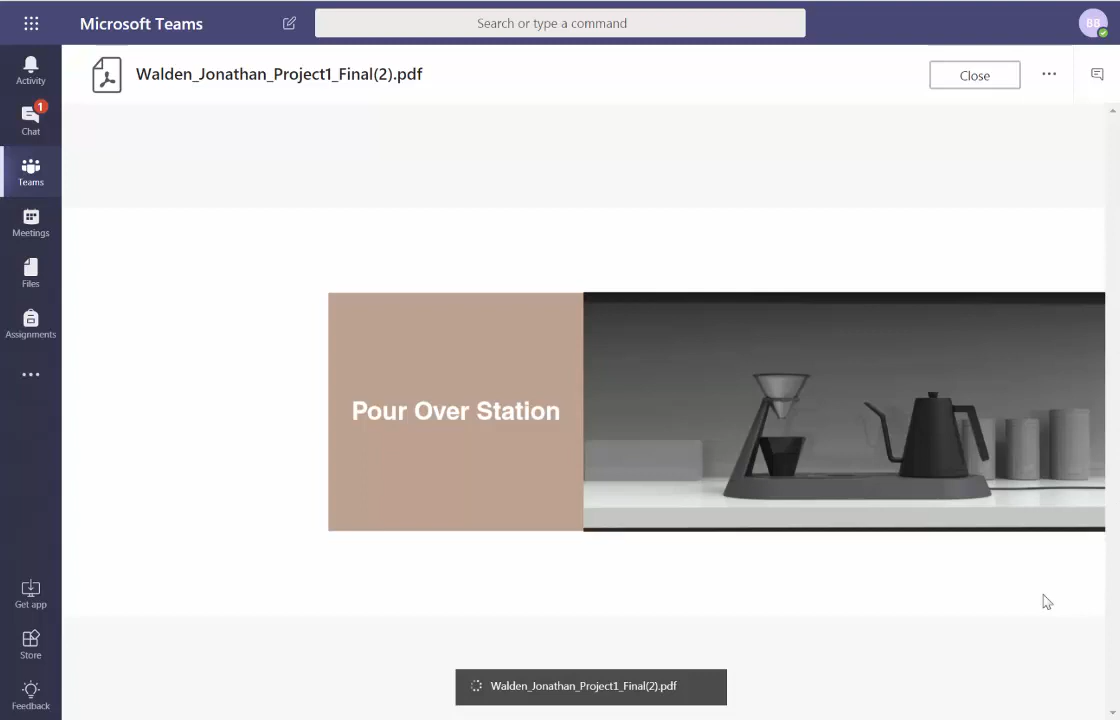 Microsoft Teams
Search or type a command
BB
Activity
Walden_Jonathan_Project1_Final(2).pdf
Close
1
Chat
Teams
Meetings
Files
Assignments
Pour Over Station
Get app
Store
Feedback
Walden_Jonathan_Project1_Final(2).pdf